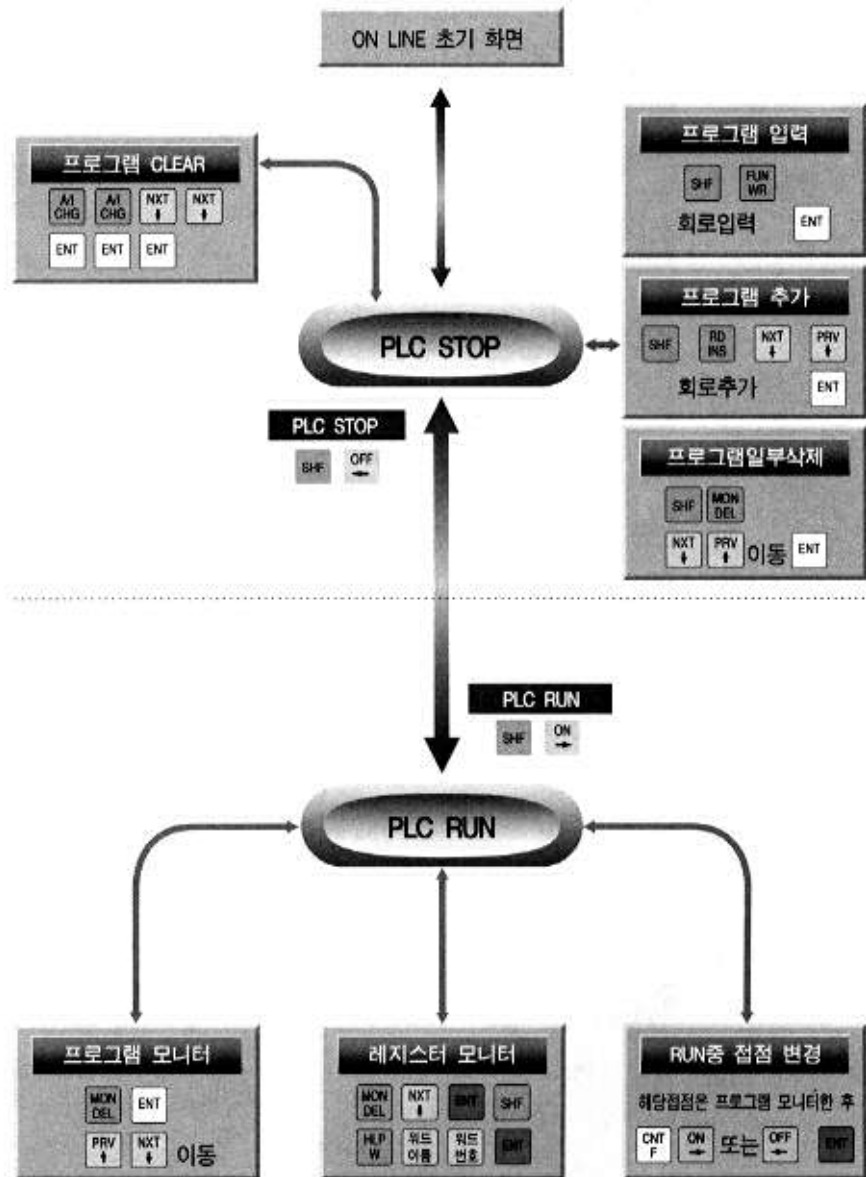 ON LINE 초기 화면
프로그램 CLEAR
A/I CHG A/I CHG NXT NXT
ENT ENT ENT
프로그램 입력
SHF FUN WR
회로입력 ENT
프로그램 추가
SHF RD INS NXT PRV
회로추가 ENT
PLC STOP
PLC STOP
SHF OFF
프로그램일부삭제
SHF MON DEL
NXT PRV 이동 ENT
PLC RUN
SHF ON
PLC RUN
프로그램 모니터
MON DEL ENT
PRV NXT 이동
레지스터 모니터
MON DEL NXT ENT SHF
HLP W 워드 이름 워드 번호 ENT
RUN중 접점 변경
해당접점은 프로그램 모니터한 후
CNT F ON 또는 OFF ENT